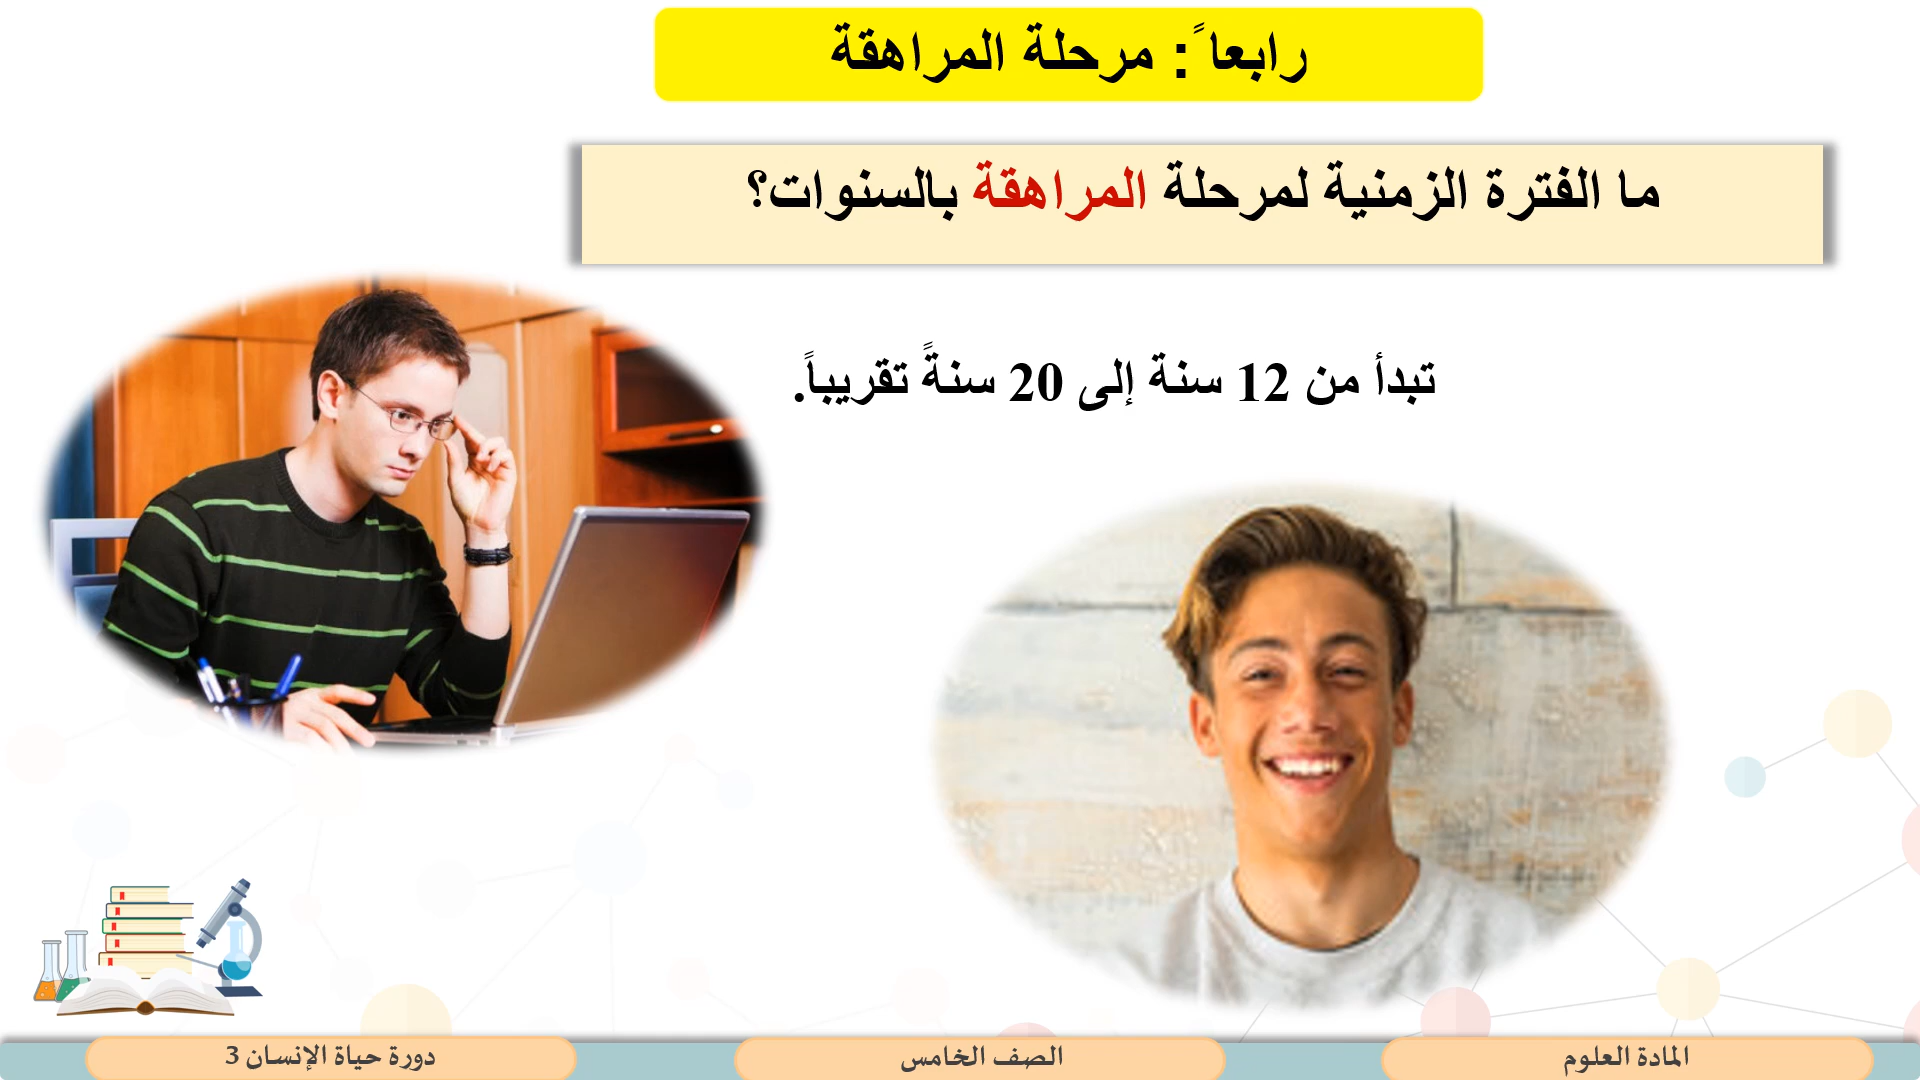 رابعا ً: مرحلة المراهقة
ما الفترة الزمنية لمرحلة المراهقة بالسنوات؟
تبدأ من 12 سنة إلى 20 سنةً تقريباً.
المادة العلوم
الصف الخامس
دورة حياة الإنسان 3